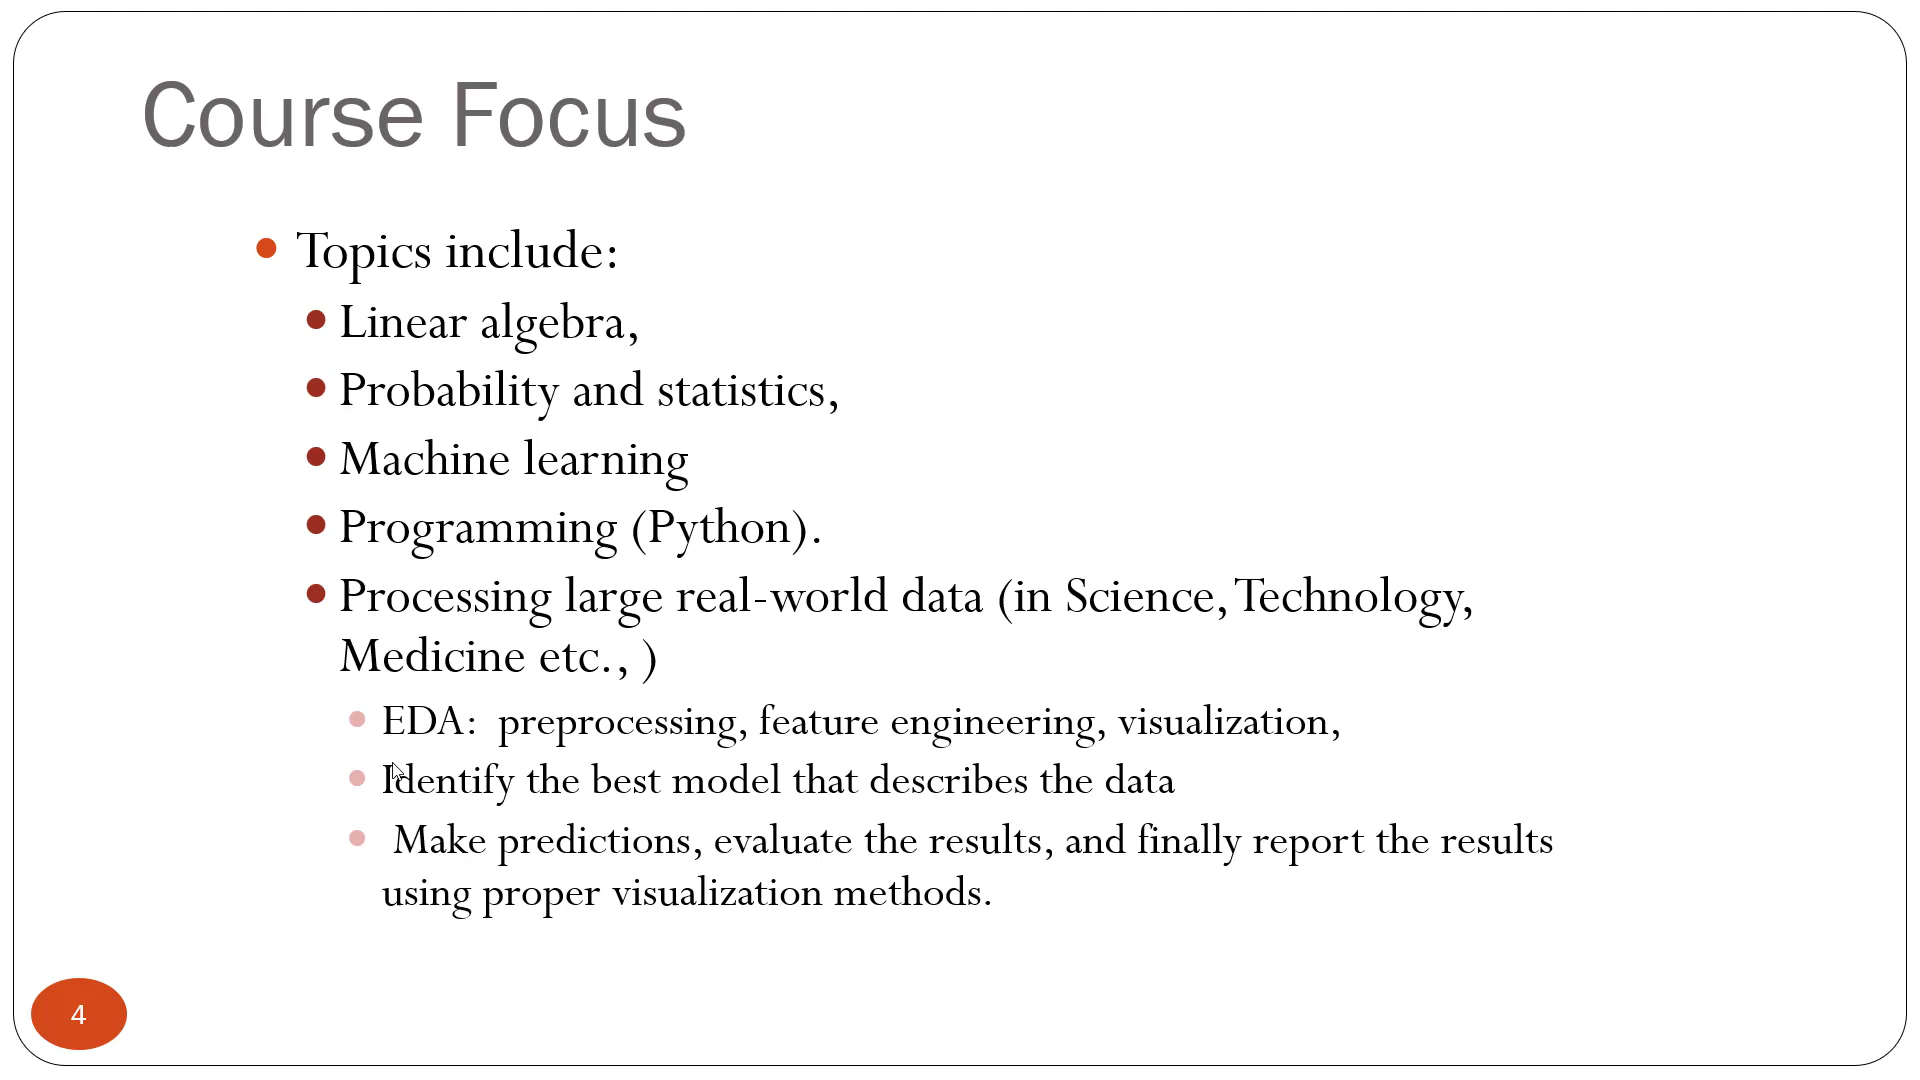 Course Focus
Topics include:
Linear algebra,
Probability and statistics,
Machine learning
Programming (Python).
Processing large real-world data (in Science, Technology,
Medicine etc., )
EDA:  preprocessing, feature engineering, visualization,
Identify the best model that describes the data
Make predictions, evaluate the results, and finally report the results
using proper visualization methods.
4